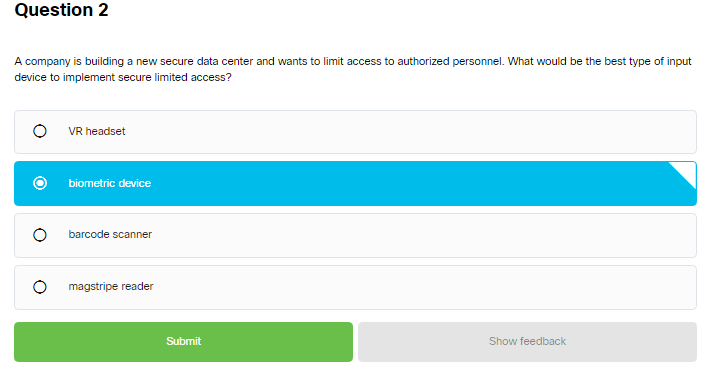 Question 2
A company is building a new secure data center and wants to limit access to authorized personnel. What would be the best type of input
device to implement secure limited access?
VR headset
biometric device
barcode scanner
magstripe reader
Submit
Show feedback